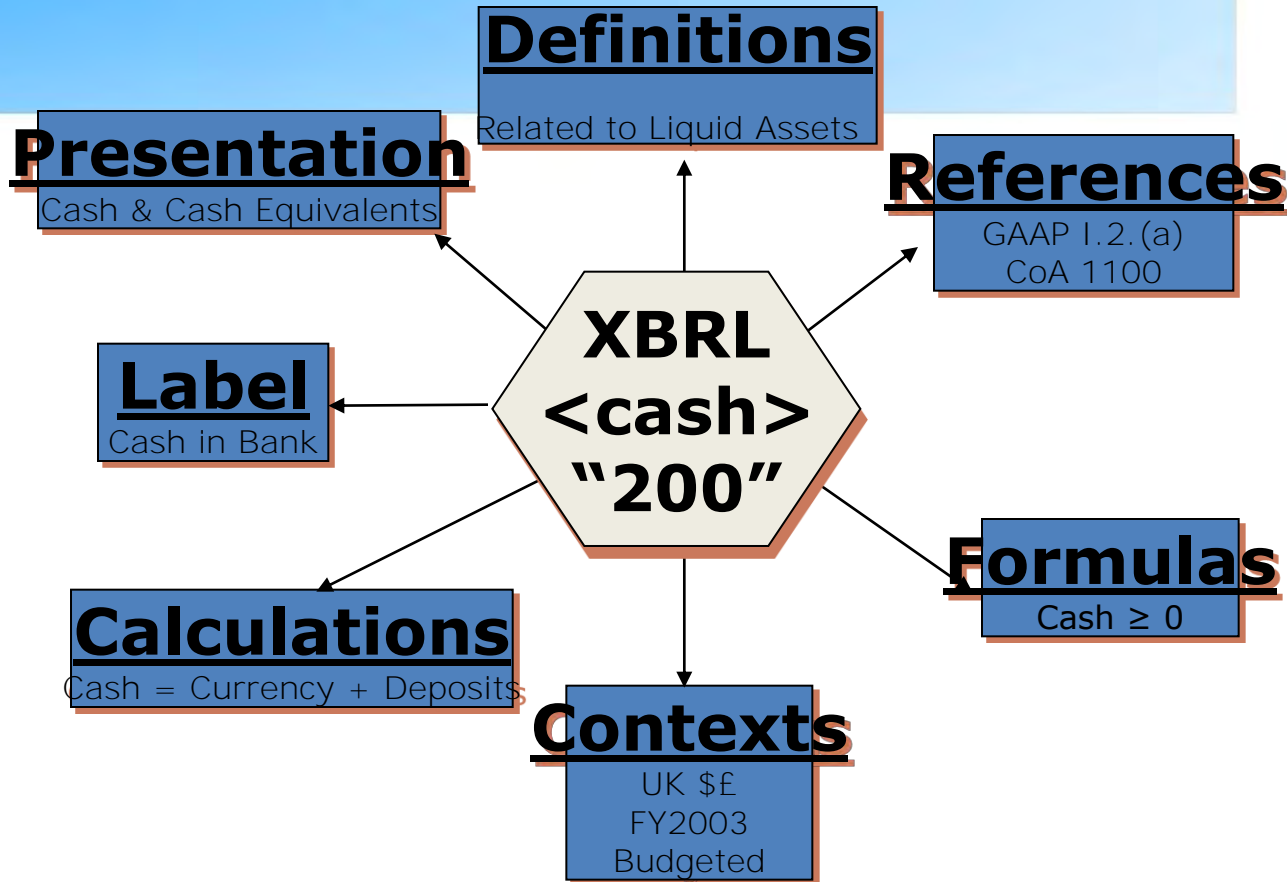 Definitions
Related to Liquid Assets
Presentation
Cash & Cash Equivalents
References
GAAP I.2.(a)
CoA 1100
XBRL
<cash>
“200”
Label
Cash in Bank
Formulas
Cash ≥ 0
Calculations
Cash = Currency + Deposits
Contexts
UK $£
FY2003
Budgeted